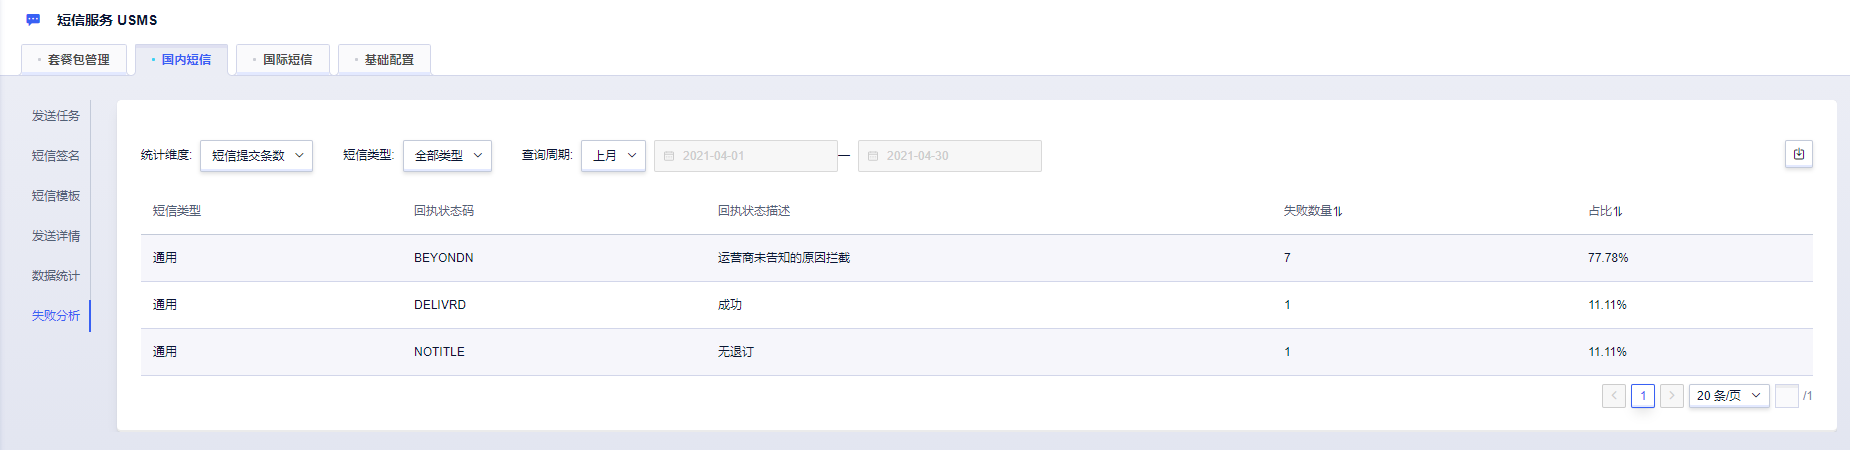 短信服务 USMS
套餐包管理 国内短信 国际短信 基础配置
发送任务
短信签名
短信模板
发送详情
数据统计
失败分析
统计维度: 短信提交条数 短信类型: 全部类型 查询周期: 上月 2021-04-01 — 2021-04-30
短信类型 回执状态码 回执状态描述 失败数量 占比
通用 BEYONDN 运营商未告知的原因拦截 7 77.78%
通用 DELIVRD 成功 1 11.11%
通用 NOTITLE 无退订 1 11.11%
1 20 条/页 /1